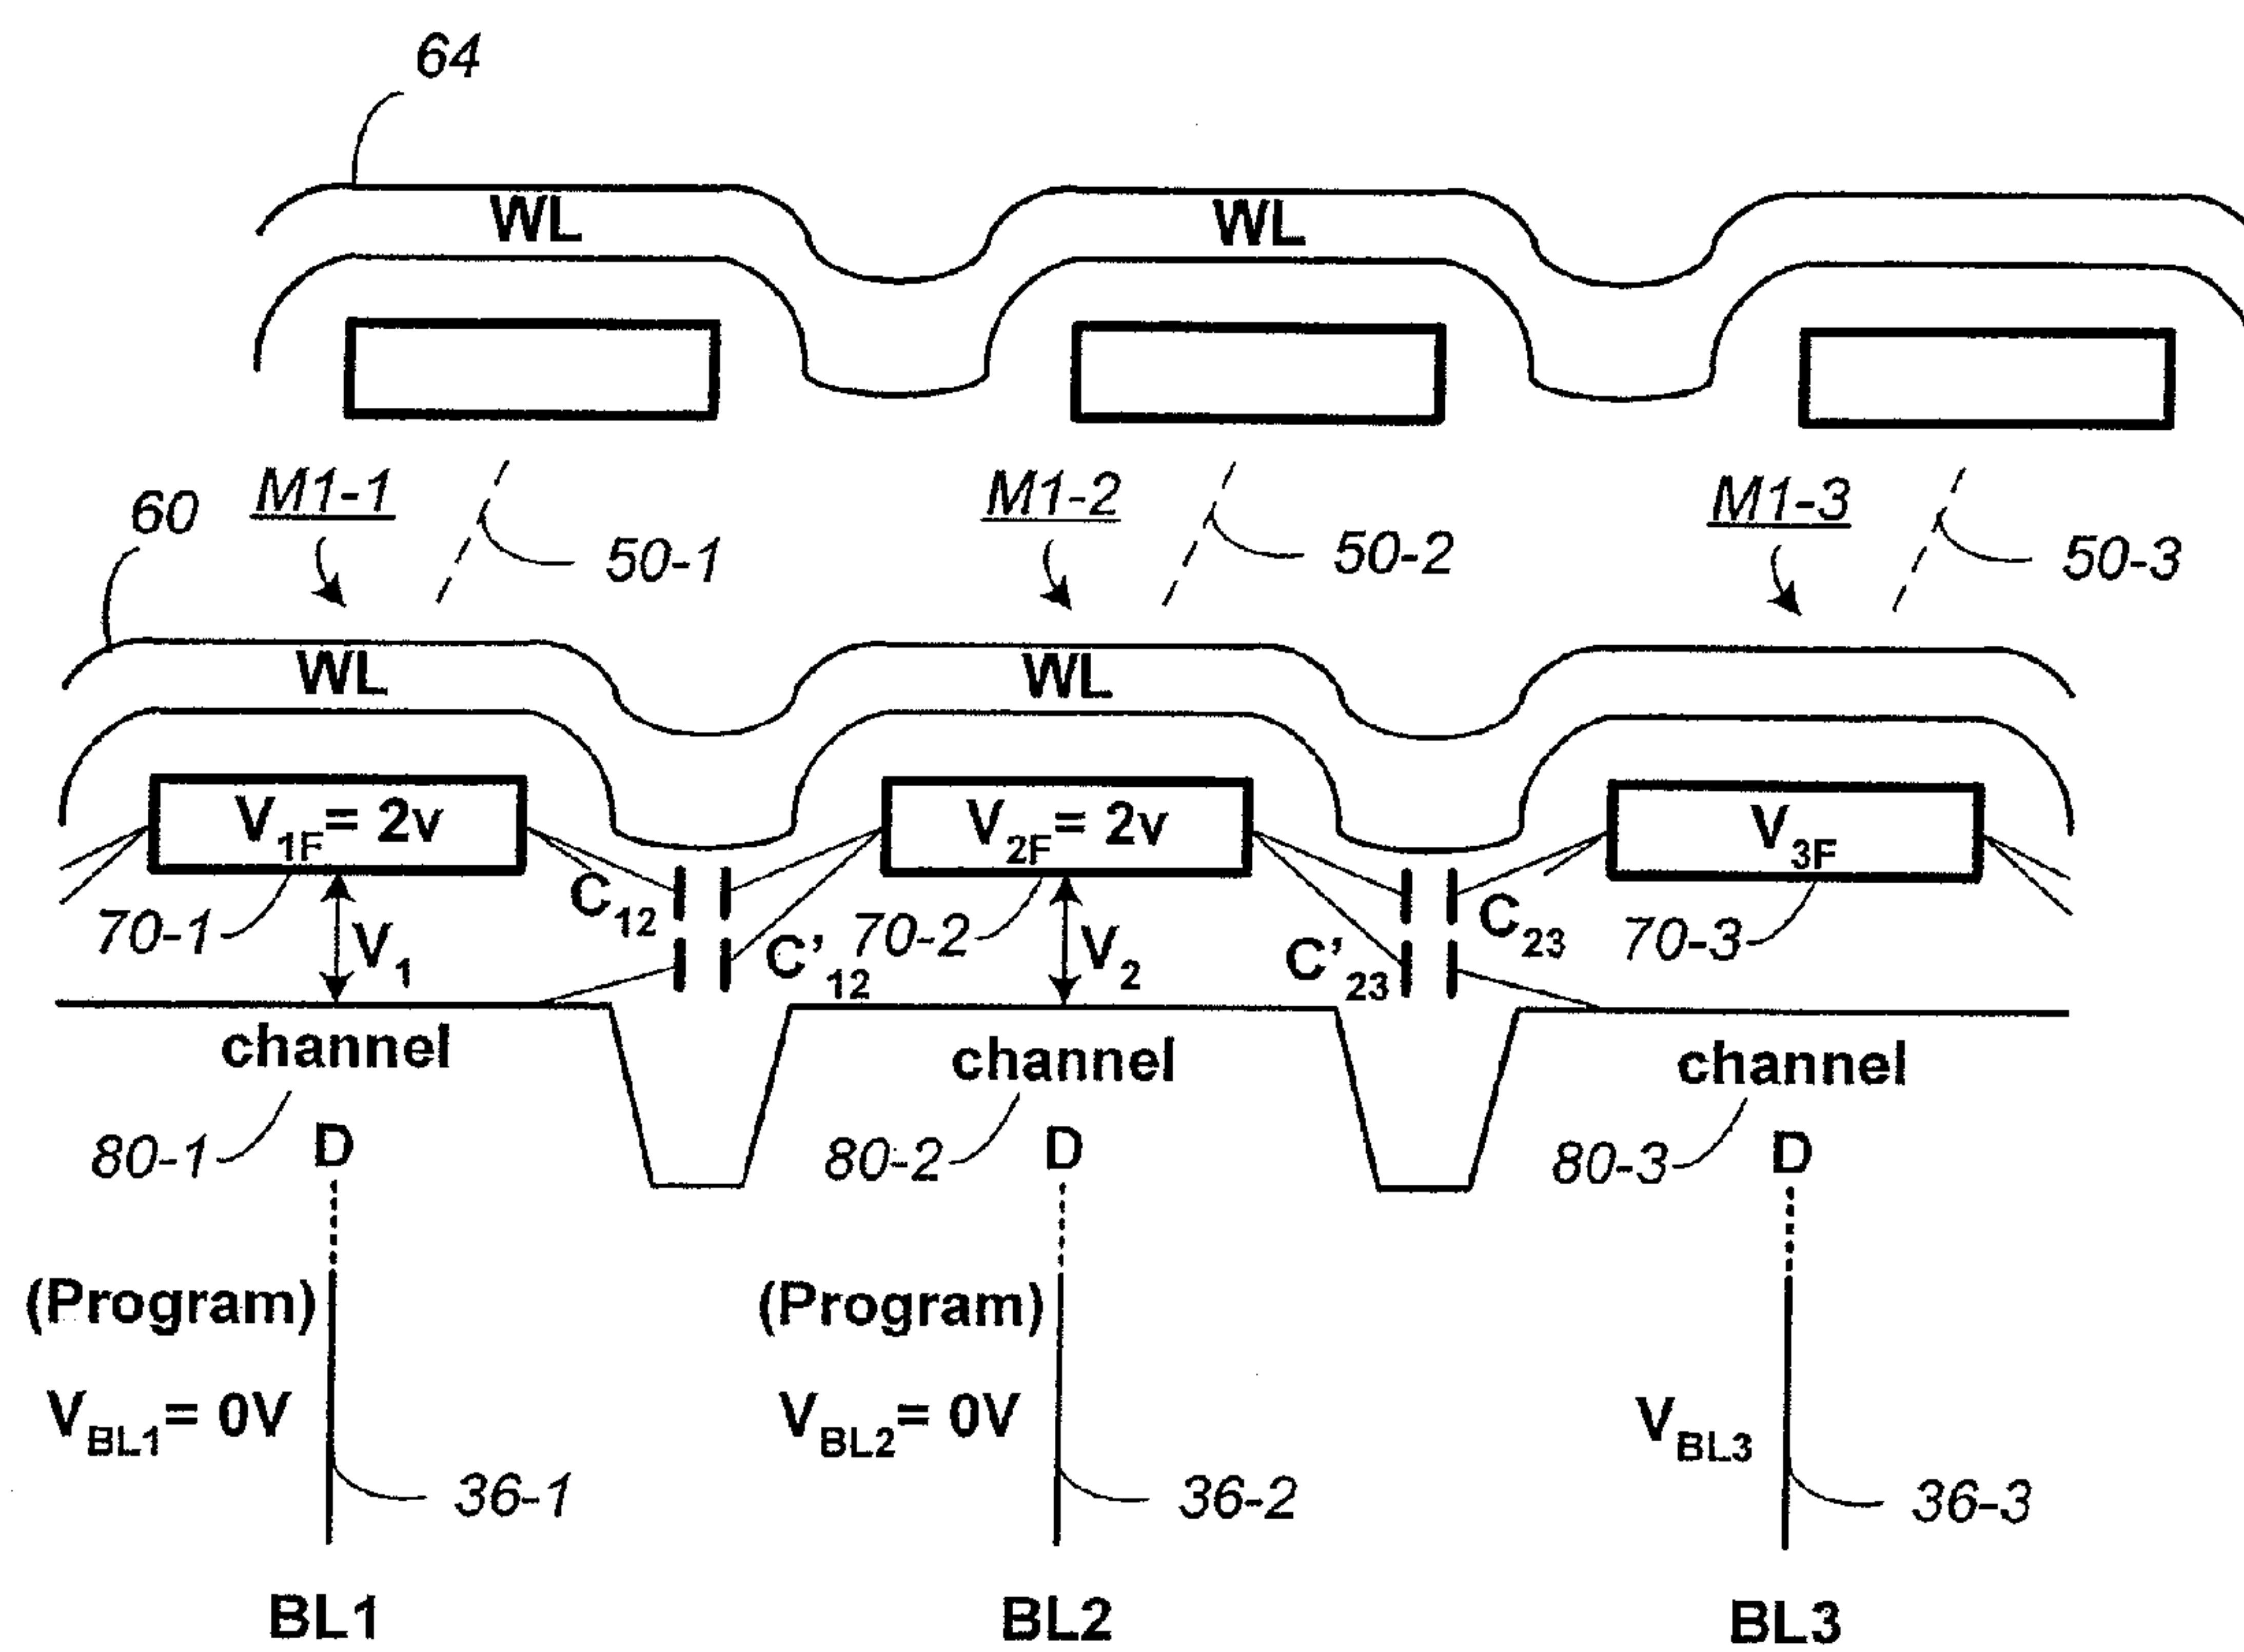 64
WL WL
M1-1 M1-2 M1-3
60 50-1 50-2 50-3
WL WL
V1F = 2v V2F = 2v V3F
C12 C23
70-1 V1 C'12 70-2 V2 C'23 70-3
channel channel channel
80-1 D 80-2 D 80-3 D
(Program) (Program)
VBL1 = 0V VBL2 = 0V VBL3
36-1 36-2 36-3
BL1 BL2 BL3